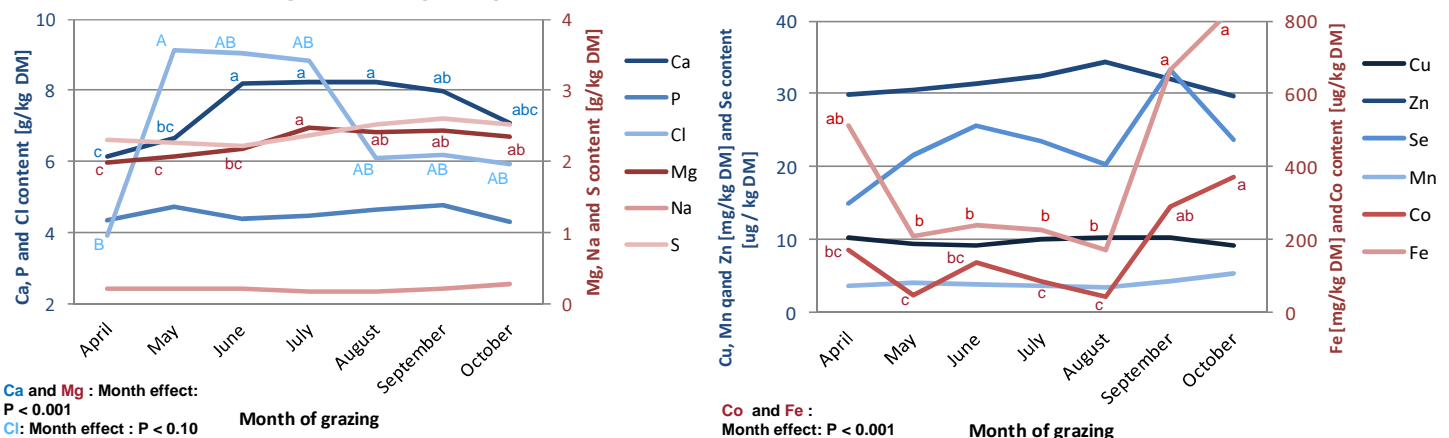 10
8
6
4
2
Ca, P and Cl content [g/kg DM]
4
3
2
1
0
Mg, Na and S content [g/kg DM]
A
AB
AB
a
a
a
ab
abc
bc
a
c
c
c
bc
ab
ab
ab
AB
AB
AB
B
Ca
P
Cl
Mg
Na
S
April
May
June
July
August
September
October
Month of grazing
Ca and Mg : Month effect:
P < 0.001
Cl: Month effect : P < 0.10
40
30
20
10
0
Cu, Mn qand Zn [mg/kg DM] and Se content
[ug / kg DM]
800
600
400
200
0
Fe [mg/kg DM] and Co content [ug/kg DM]
a
a
ab
b
b
b
b
a
ab
bc
bc
c
c
c
Cu
Zn
Se
Mn
Co
Fe
April
May
June
July
August
September
October
Month of grazing
Co and Fe :
Month effect: P < 0.001